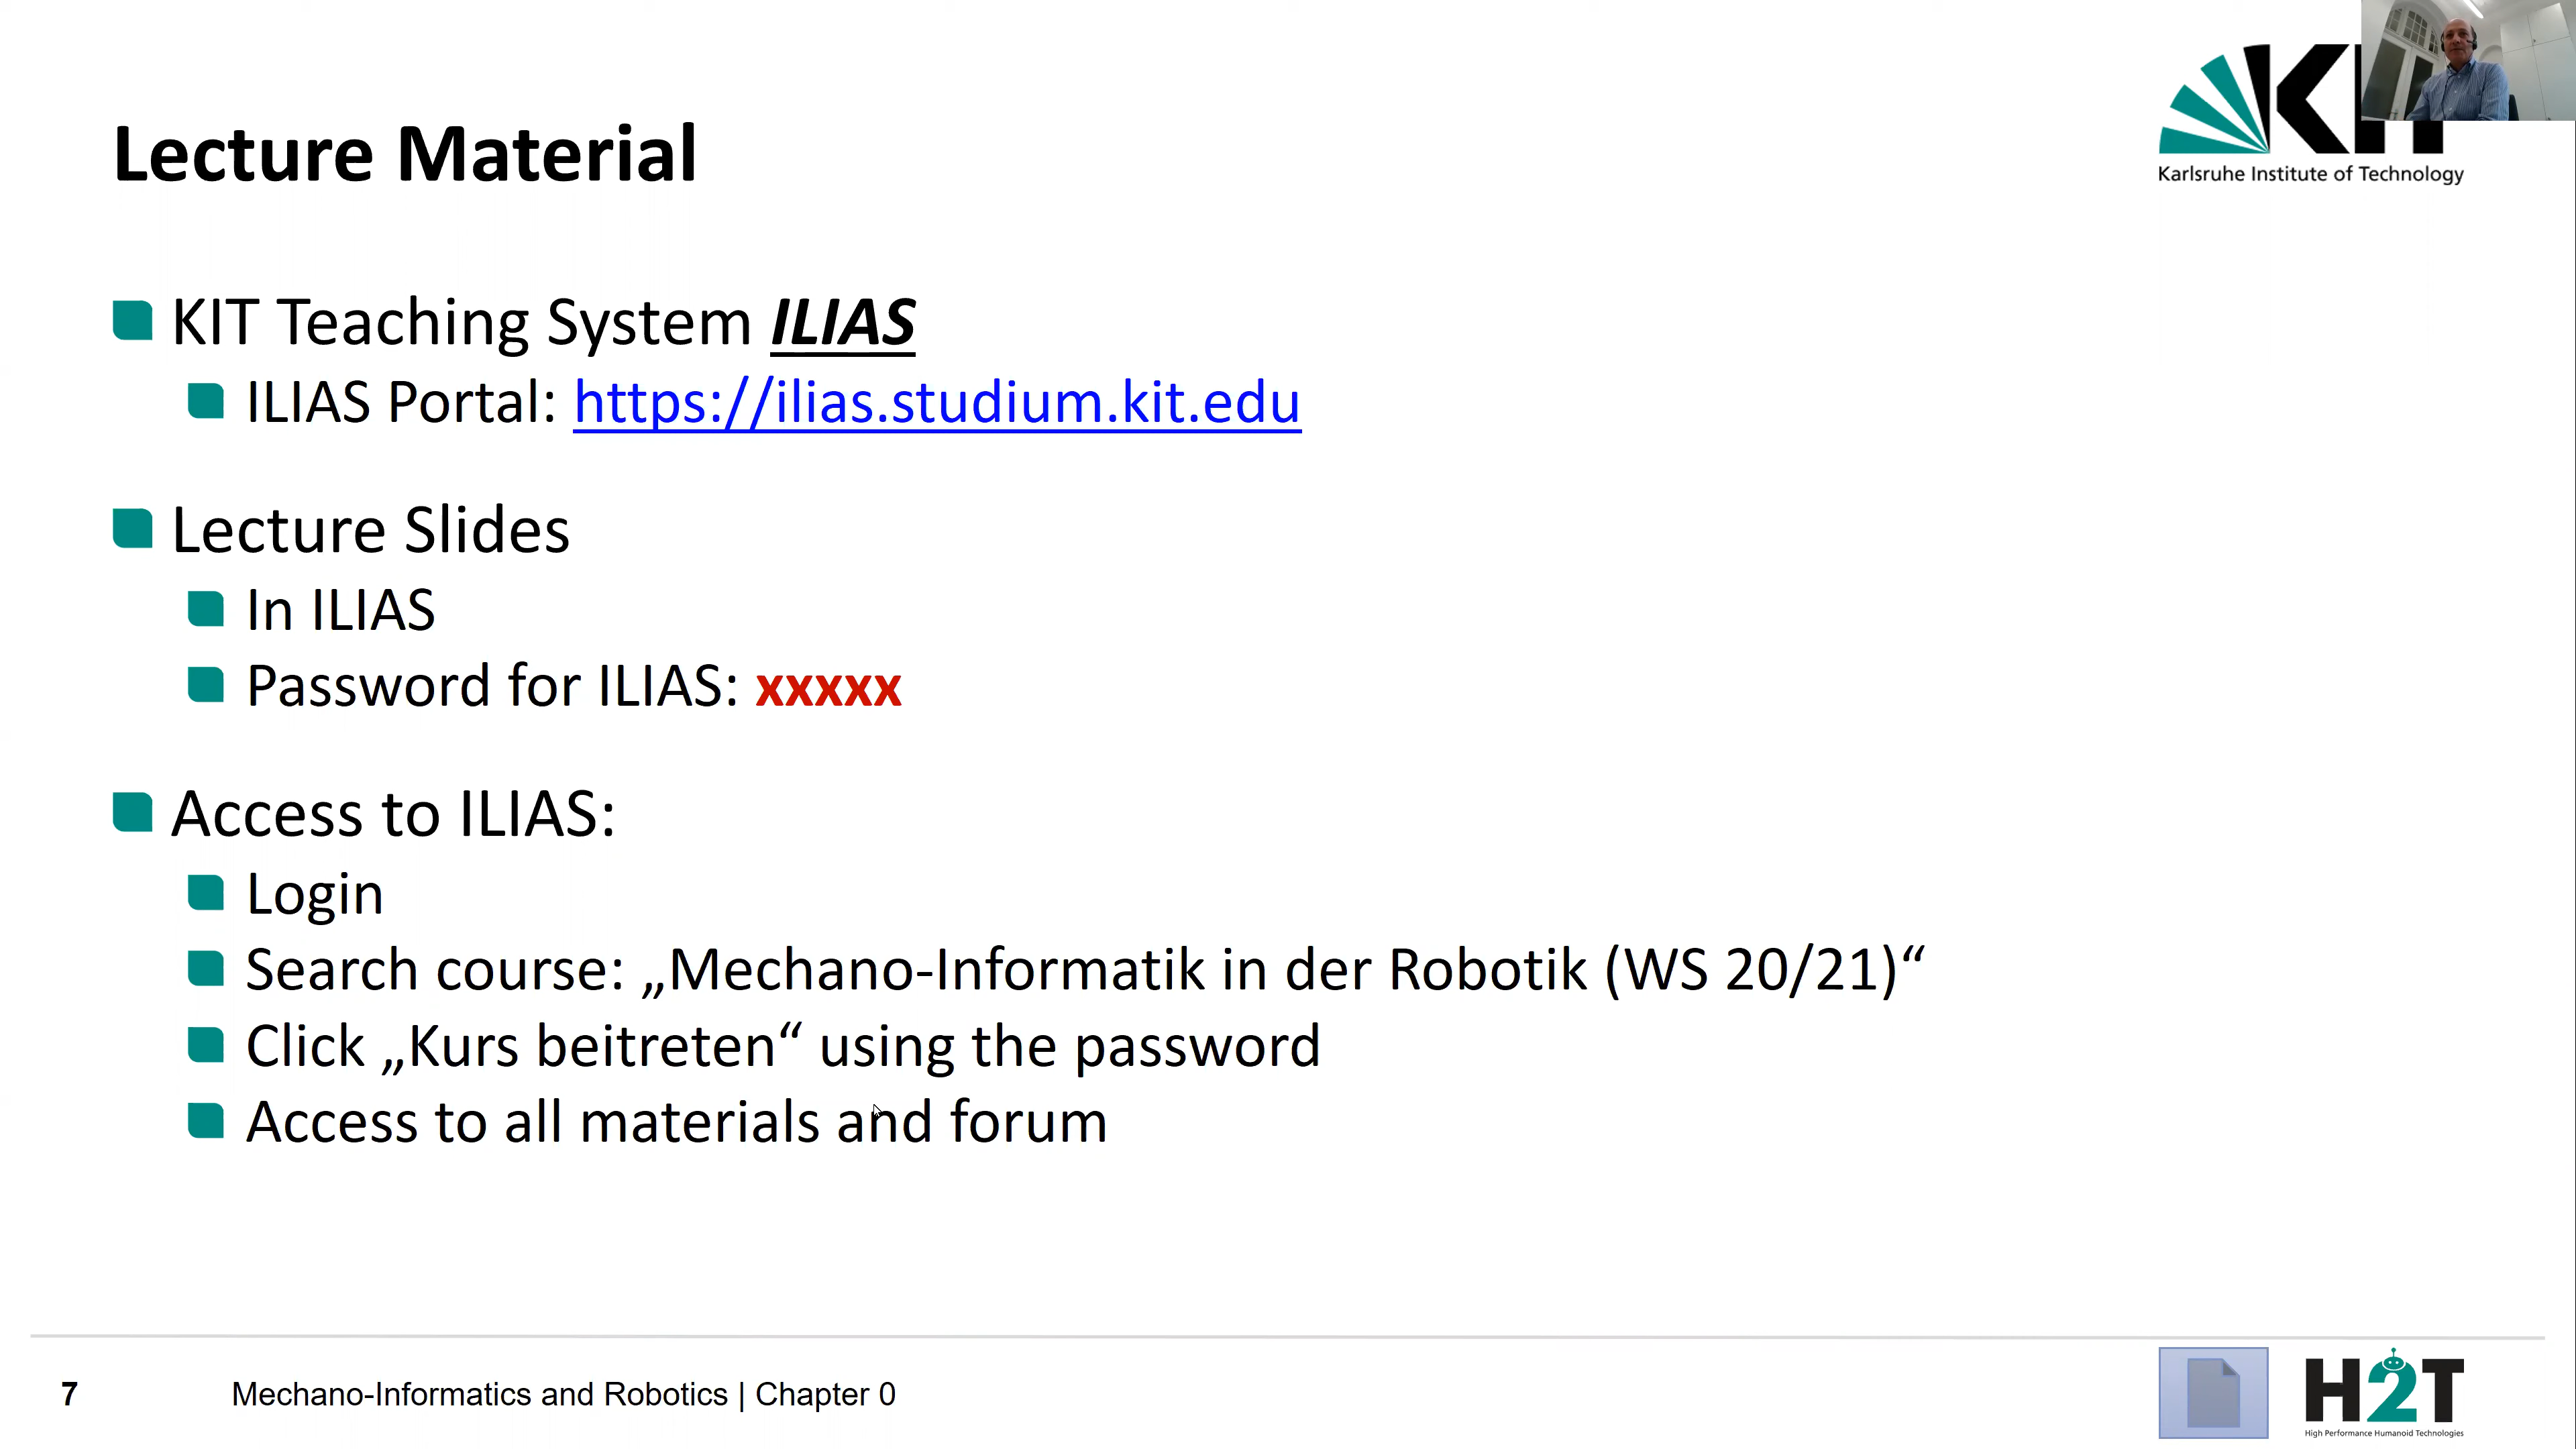 Lecture Material
Karlsruhe Institute of Technology
KIT Teaching System ILIAS
ILIAS Portal: https://ilias.studium.kit.edu
Lecture Slides
In ILIAS
Password for ILIAS: xxxxx
Access to ILIAS:
Login
Search course: „Mechano-Informatik in der Robotik (WS 20/21)“
Click „Kurs beitreten“ using the password
Access to all materials and forum
7
Mechano-Informatics and Robotics | Chapter 0
H2T
High Performance Humanoid Technologies